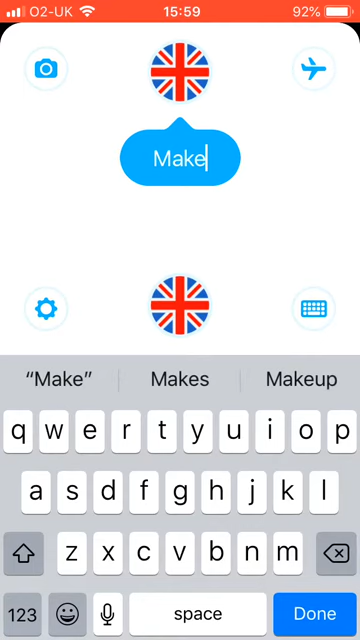 O2-UK 15:59 92%
Make
“Make” Makes Makeup
q w e r t y u i o p
a s d f g h j k l
z x c v b n m
123 space Done